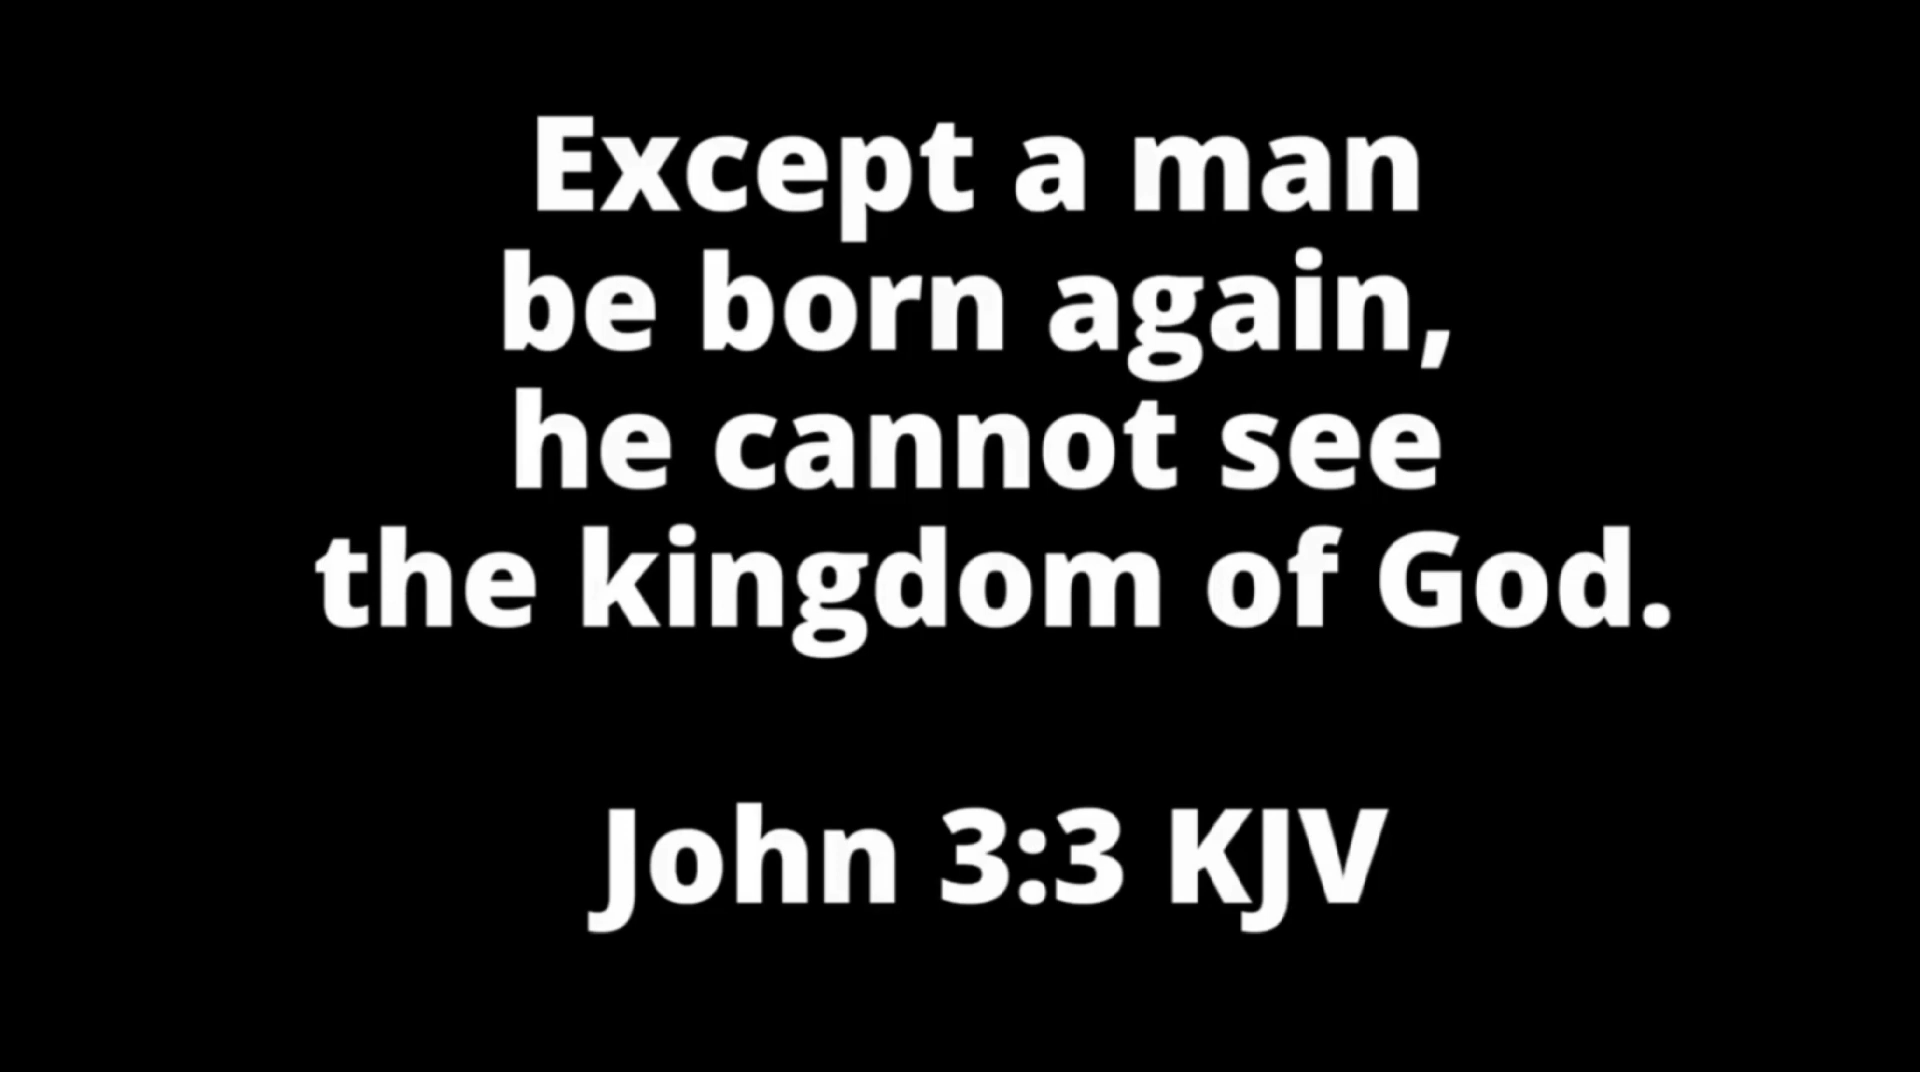 Except a man
be born again,
he cannot see
the kingdom of God.
John 3:3 KJV